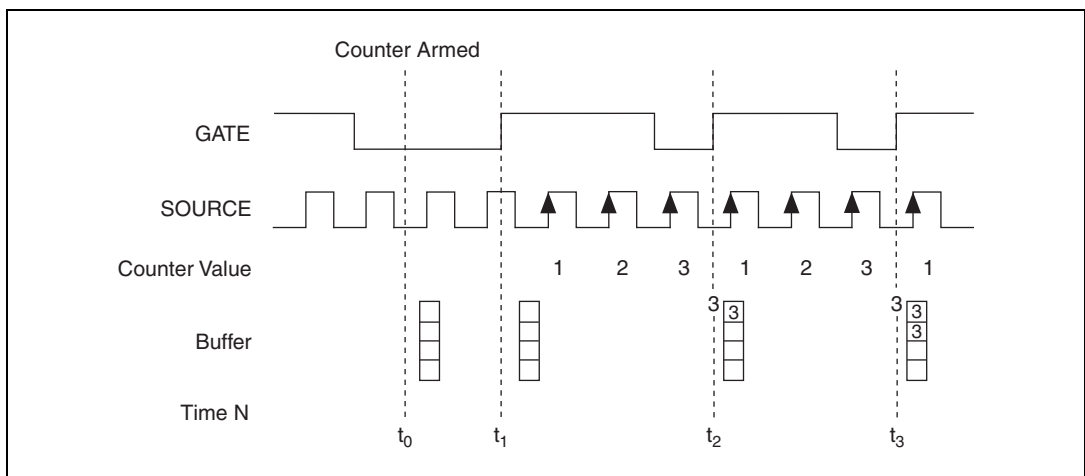 Counter Armed
GATE
SOURCE
Counter Value 1 2 3 1 2 3 1
3 3 3 3
Buffer 3
Time N
t0 t1 t2 t3